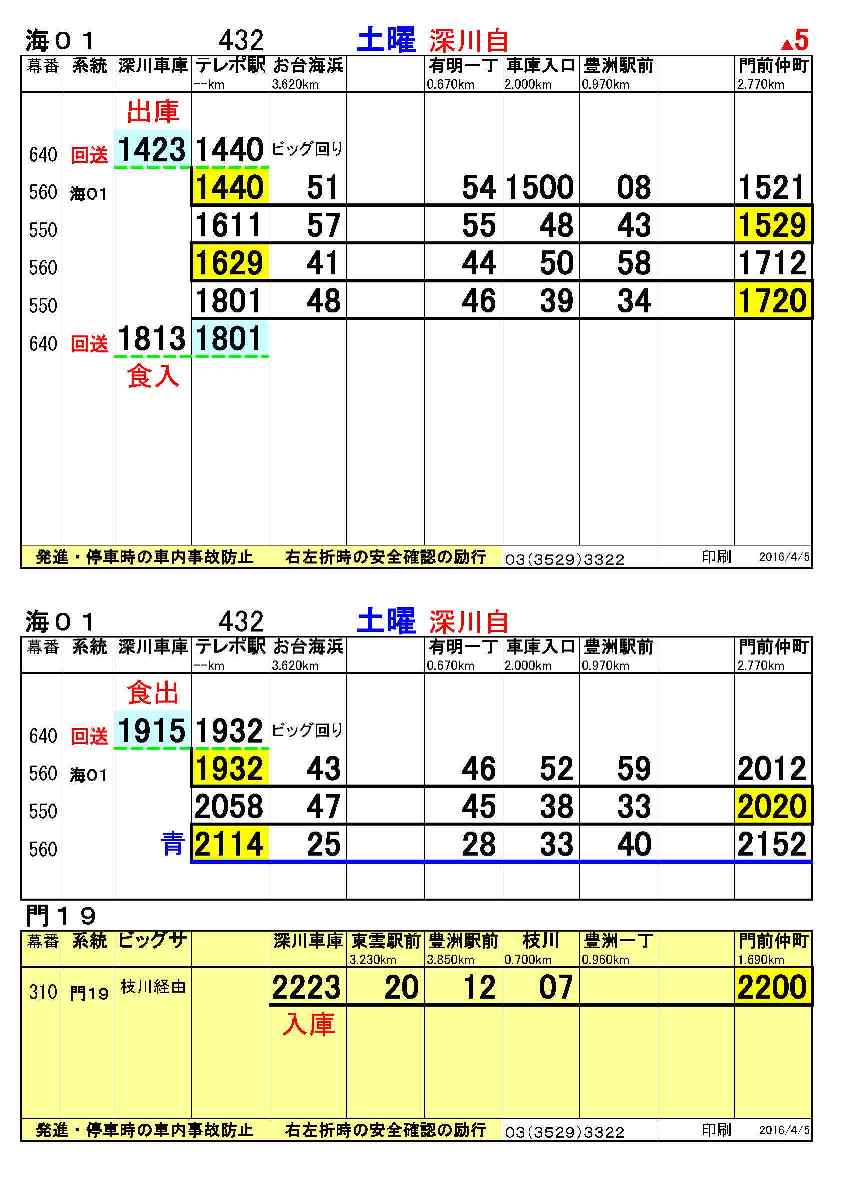 海０１ 432 土曜 深川自 ▲5
幕番 系統 深川車庫 テレポ駅 お台海浜 有明一丁 車庫入口 豊洲駅前 門前仲町
--km 3.620km 0.670km 2.000km 0.970km 2.770km
出庫
640 回送 1423 1440 ビッグ回り
560 海01 1440 51 54 1500 08 1521
550 1611 57 55 48 43 1529
560 1629 41 44 50 58 1712
550 1801 48 46 39 34 1720
640 回送 1813 1801
食入
発進・停車時の車内事故防止 右左折時の安全確認の励行 03(3529)3322 印刷 2016/4/5
海０１ 432 土曜 深川自
幕番 系統 深川車庫 テレポ駅 お台海浜 有明一丁 車庫入口 豊洲駅前 門前仲町
--km 3.620km 0.670km 2.000km 0.970km 2.770km
食出
640 回送 1915 1932 ビッグ回り
560 海01 1932 43 46 52 59 2012
550 2058 47 45 38 33 2020
560 青 2114 25 28 33 40 2152
門１９
幕番 系統 ビッグサ 深川車庫 東雲駅前 豊洲駅前 枝川 豊洲一丁 門前仲町
3.230km 3.850km 0.700km 0.960km 1.690km
310 門19 枝川経由 2223 20 12 07 2200
入庫
発進・停車時の車内事故防止 右左折時の安全確認の励行 03(3529)3322 印刷 2016/4/5